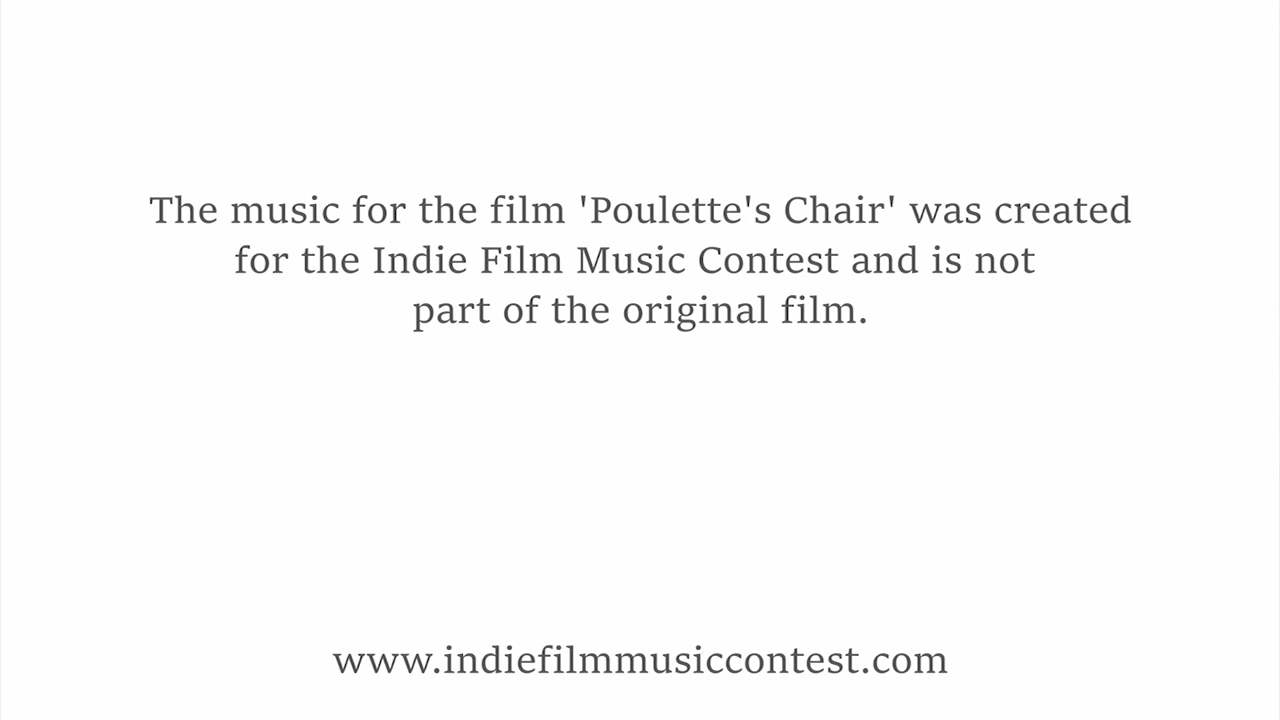 The music for the film 'Poulette's Chair' was created
for the Indie Film Music Contest and is not
part of the original film.
www.indiefilmmusiccontest.com